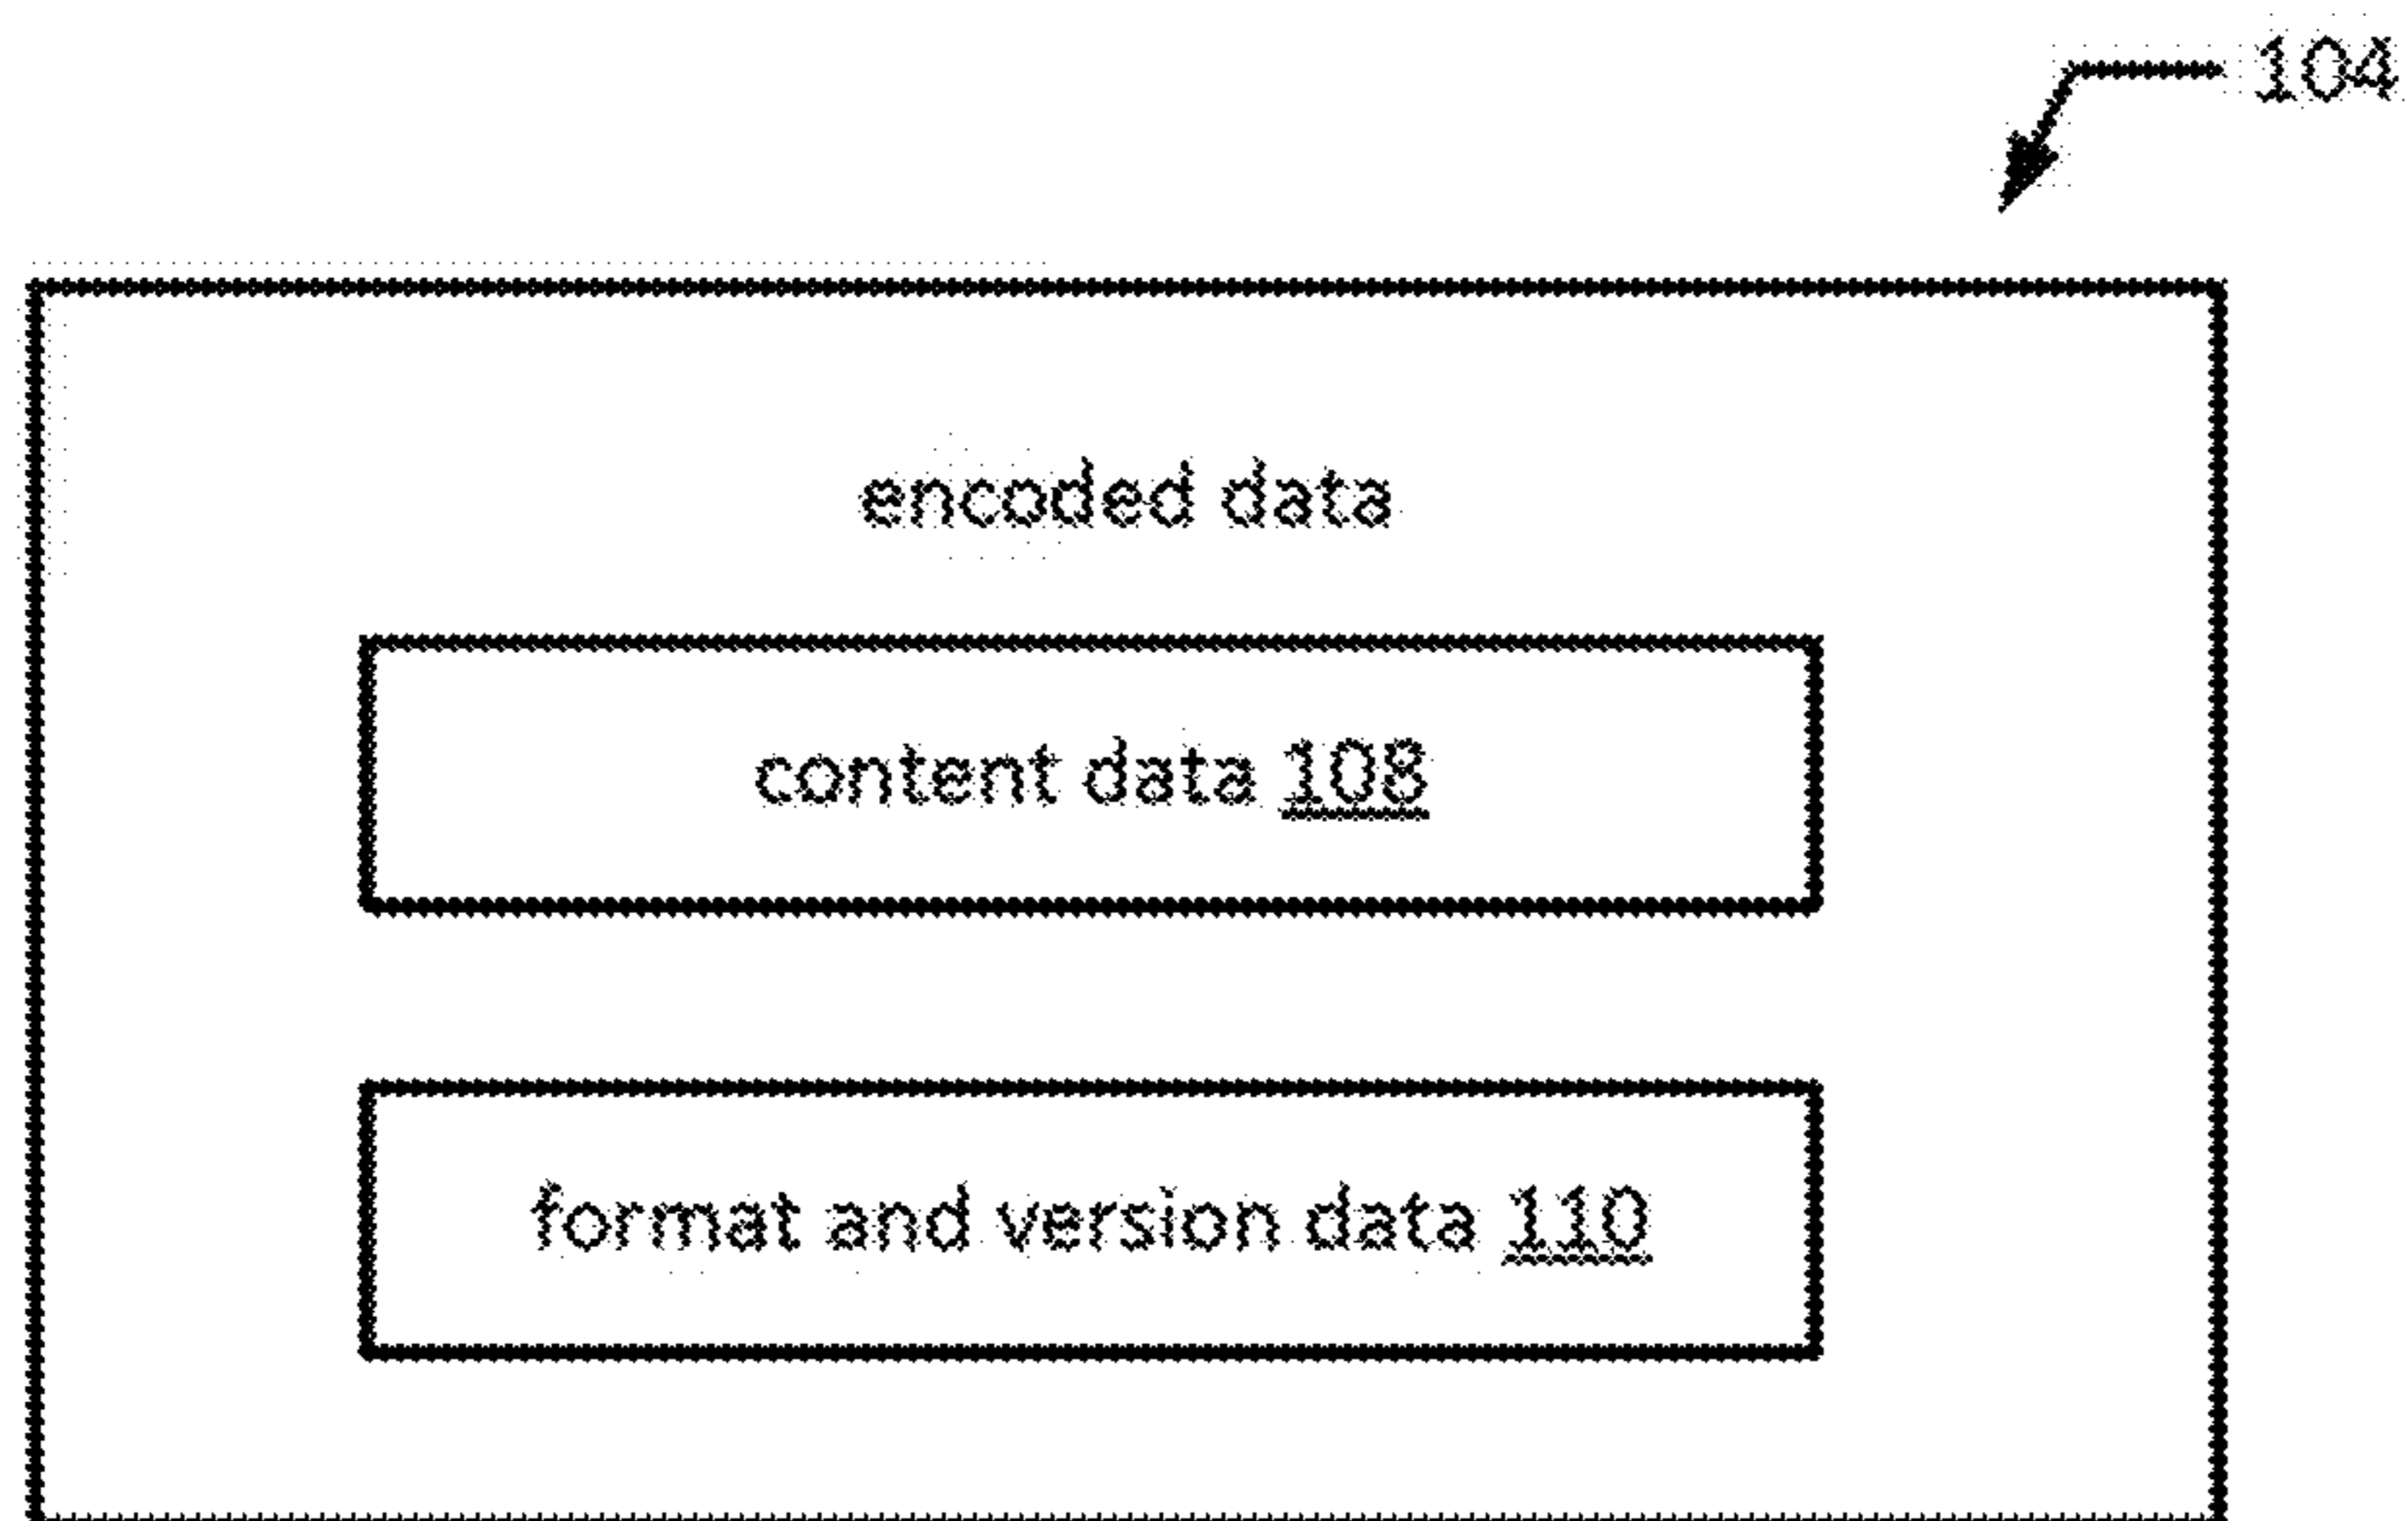 104
encoded data
content data 108
format and version data 110